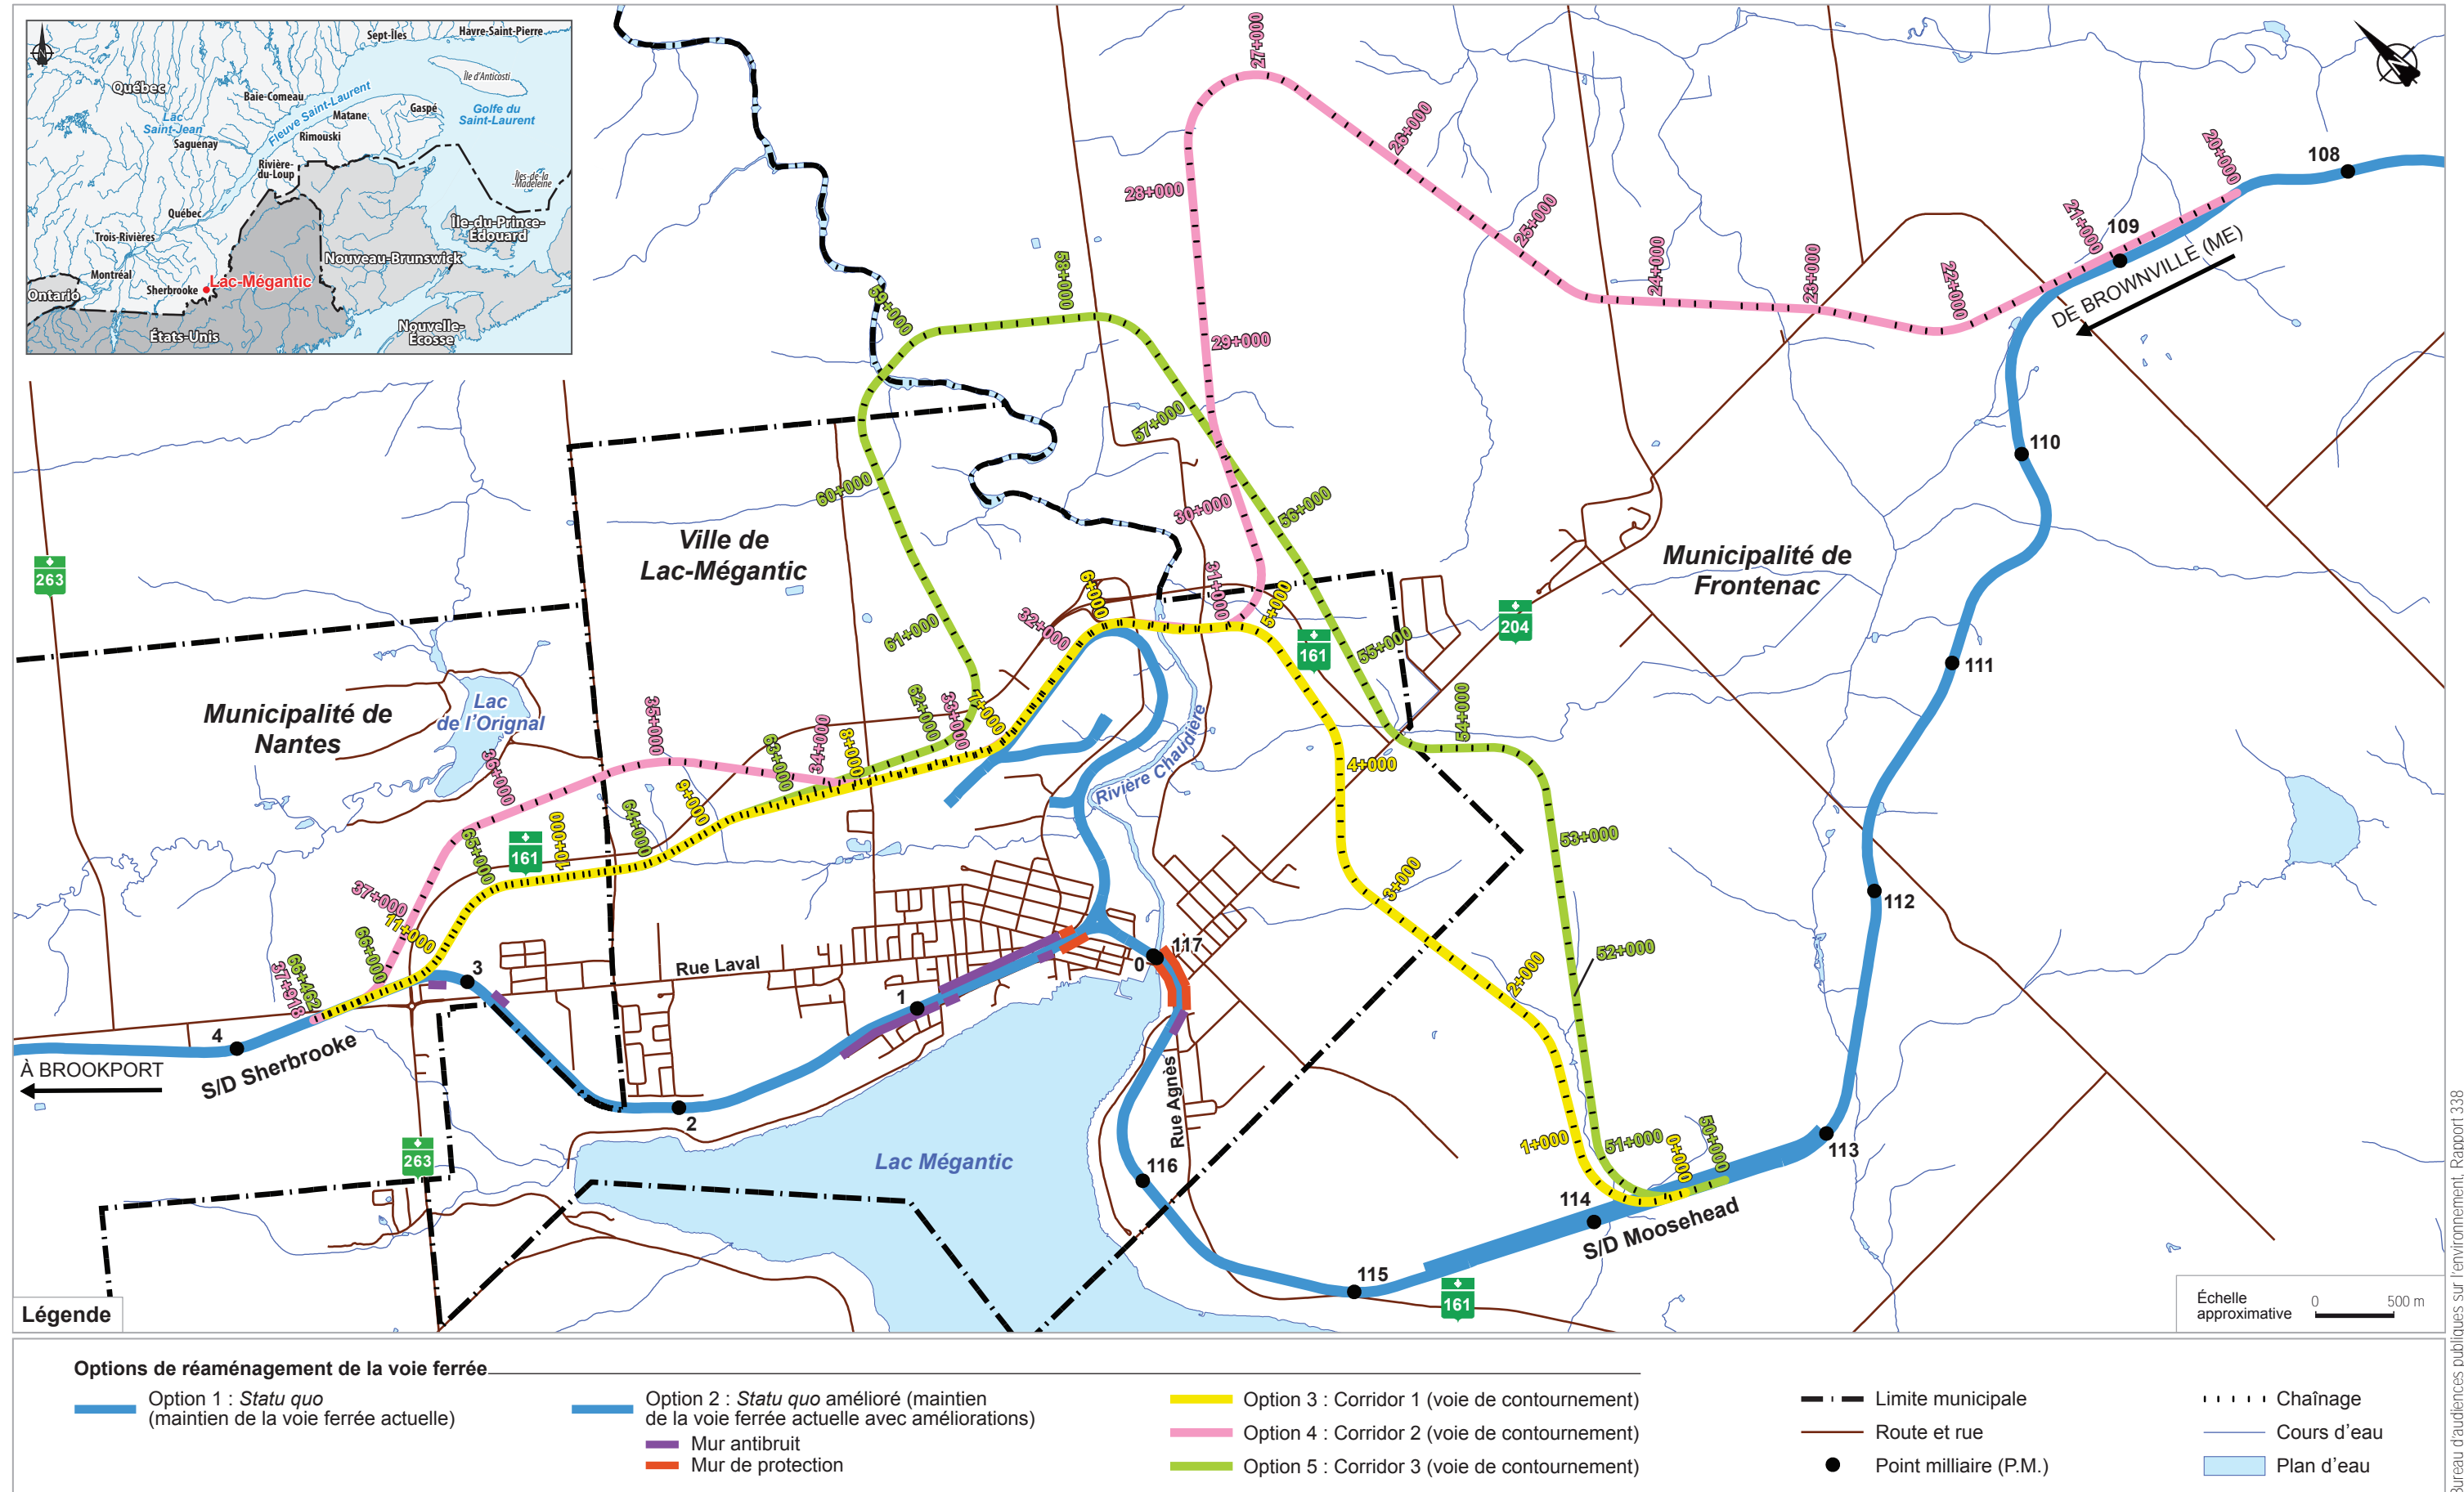 Sept-Îles
Havre-Saint-Pierre
Île d'Anticosti
Québec
Baie-Comeau
Gaspé
Golfe du
Saint-Laurent
Fleuve Saint-Laurent
Matane
Lac
Saint-Jean
Saguenay
Rimouski
Rivière-
du-Loup
Îles-de-la
-Madeleine
Québec
Île-du-Prince-
Édouard
Trois-Rivières
Nouveau-Brunswick
Montréal
Sherbrooke
Lac-Mégantic
Ontario
Nouvelle-
Écosse
États-Unis
27+000
26+000
25+000
24+000
23+000
22+000
21+000
20+000
108
109
DE BROWNVILLE (ME)
28+000
29+000
30+000
31+000
32+000
33+000
34+000
35+000
36+000
37+000
37+918
59+000
58+000
57+000
56+000
55+000
54+000
53+000
52+000
51+000
50+000
60+000
61+000
62+000
63+000
64+000
65+000
66+000
66+462
0+000
1+000
2+000
3+000
4+000
5+000
6+000
7+000
8+000
9+000
10+000
11+000
110
111
112
113
114
115
116
117
0
1
2
3
4
Ville de
Lac-Mégantic
Municipalité de
Frontenac
Municipalité de
Nantes
Lac
de l'Orignal
Rivière Chaudière
Lac Mégantic
Rue Laval
Rue Agnès
263
161
161
204
263
161
S/D Sherbrooke
À BROOKPORT
S/D Moosehead
Échelle
approximative
0 500 m
Légende
Options de réaménagement de la voie ferrée
Option 1 : Statu quo
(maintien de la voie ferrée actuelle)
Option 2 : Statu quo amélioré (maintien
de la voie ferrée actuelle avec améliorations)
Mur antibruit
Mur de protection
Option 3 : Corridor 1 (voie de contournement)
Option 4 : Corridor 2 (voie de contournement)
Option 5 : Corridor 3 (voie de contournement)
Limite municipale
Route et rue
Point milliaire (P.M.)
Chaînage
Cours d'eau
Plan d'eau
Bureau d'audiences publiques sur l'environnement, Rapport 338